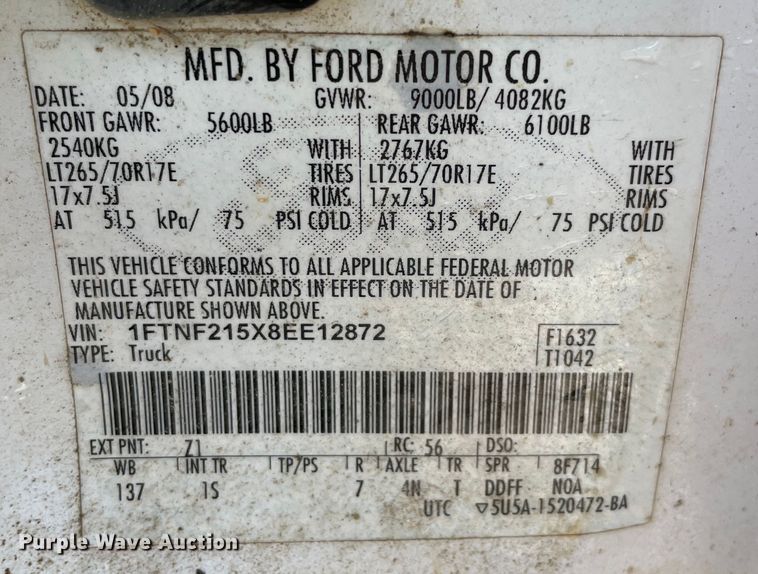 MFD. BY FORD MOTOR CO.
DATE: 05/08 GVWR: 9000LB/ 4082KG
FRONT GAWR: 5600LB REAR GAWR: 6100LB
2540KG WITH 2767KG WITH
LT265/70R17E TIRES LT265/70R17E TIRES
17x7.5J RIMS 17x7.5J RIMS
AT 515 kPa/ 75 PSI COLD AT 515 kPa/ 75 PSI COLD
THIS VEHICLE CONFORMS TO ALL APPLICABLE FEDERAL MOTOR
VEHICLE SAFETY STANDARDS IN EFFECT ON THE DATE OF
MANUFACTURE SHOWN ABOVE.
VIN: 1FTNF215X8EE12872 F1632
TYPE: Truck T1042
EXT PNT: Z1 RC: 56 DSO:
WB INT TR TP/PS R AXLE TR SPR 8F714
137 1S 7 4N T DDFF NOA
UTC ▽5U5A-1520472-BA
Purple Wave Auction